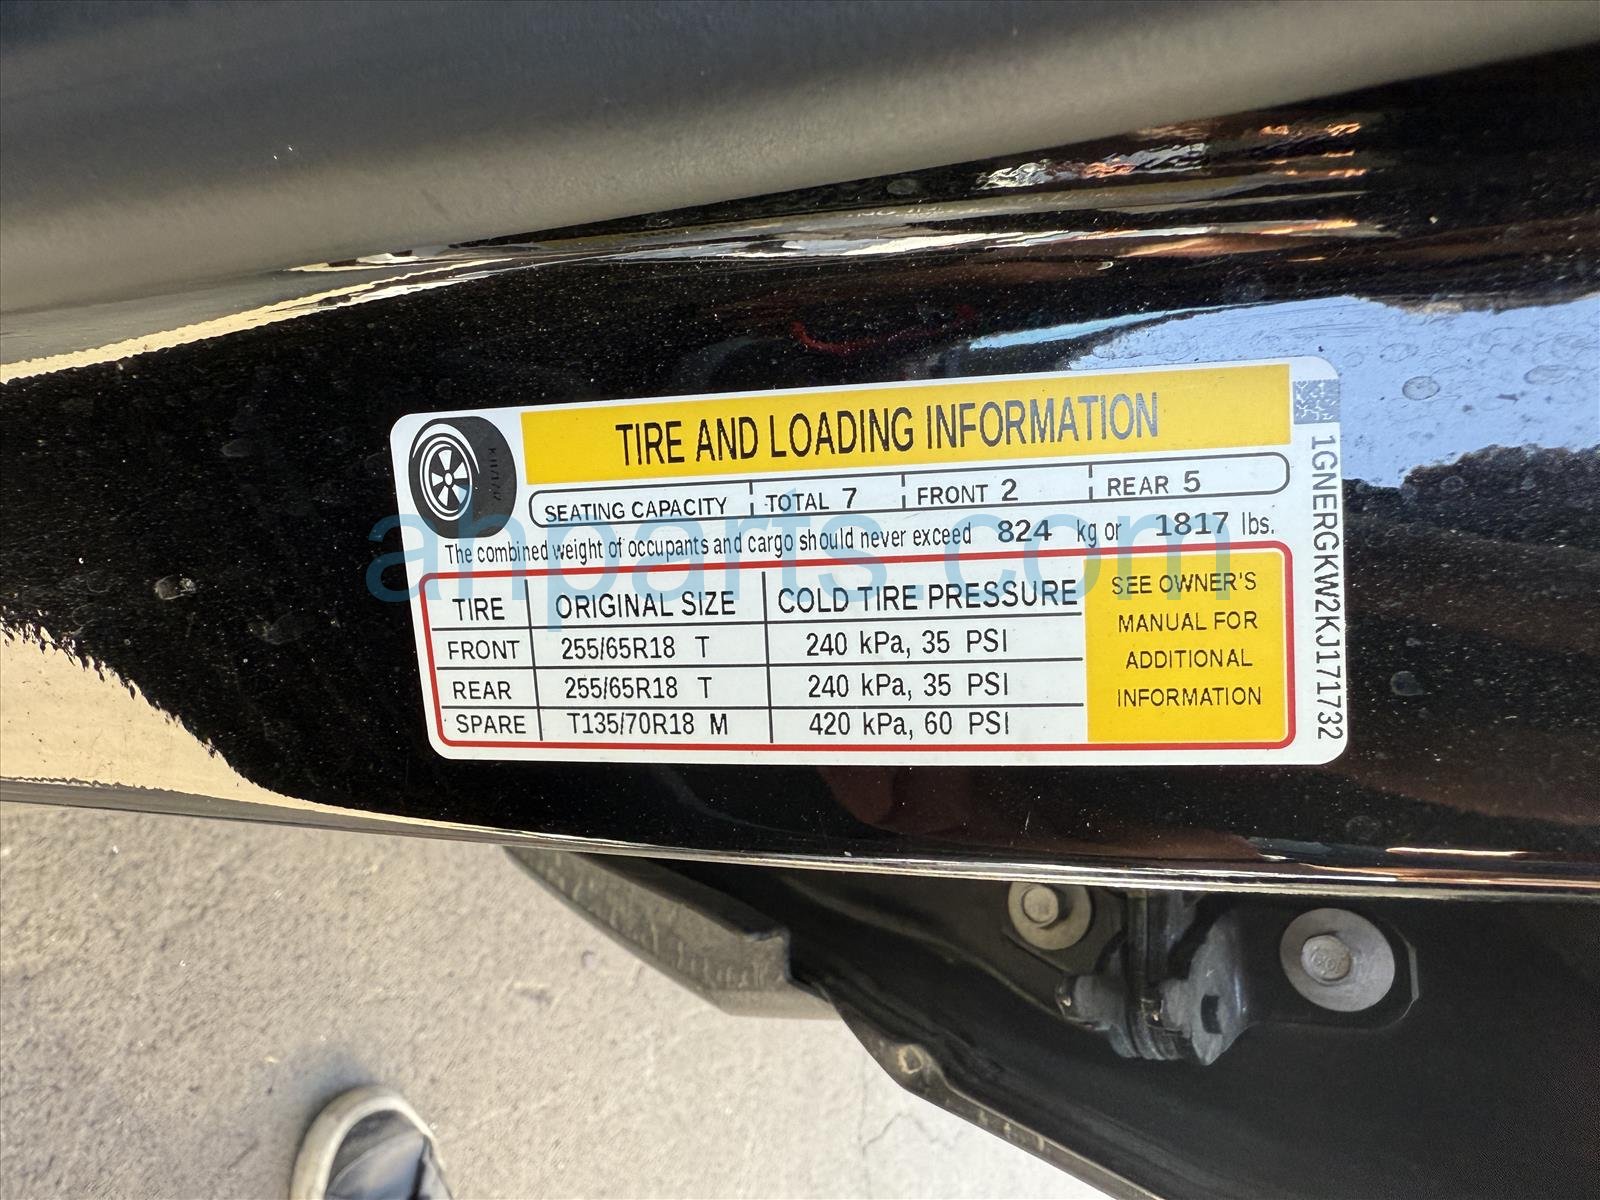 TIRE AND LOADING INFORMATION
SEATING CAPACITY TOTAL 7 FRONT 2 REAR 5
The combined weight of occupants and cargo should never exceed 824 kg or 1817 lbs.
TIRE ORIGINAL SIZE COLD TIRE PRESSURE
FRONT 255/65R18 T 240 kPa, 35 PSI
REAR 255/65R18 T 240 kPa, 35 PSI
SPARE T135/70R18 M 420 kPa, 60 PSI
SEE OWNER'S
MANUAL FOR
ADDITIONAL
INFORMATION
1GNERGKW2KJ171732
anparts.com